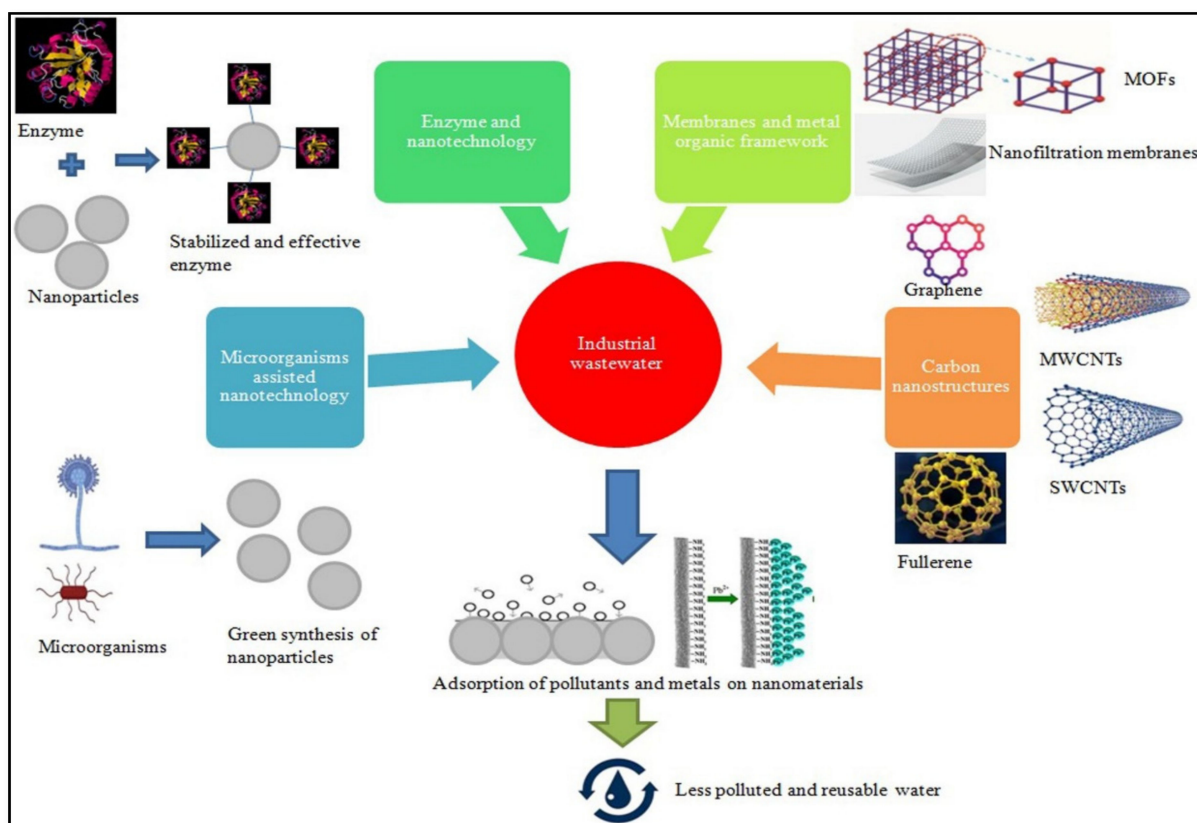 Enzyme
Nanoparticles
Stabilized and effective
enzyme
Enzyme and
nanotechnology
Membranes and metal
organic framework
MOFs
Nanofiltration membranes
Graphene
MWCNTs
Carbon
nanostructures
SWCNTs
Fullerene
Microorganisms
assisted
nanotechnology
Industrial
wastewater
Microorganisms
Green synthesis of
nanoparticles
Pb²⁺
Adsorption of pollutants and metals on nanomaterials
Less polluted and reusable water